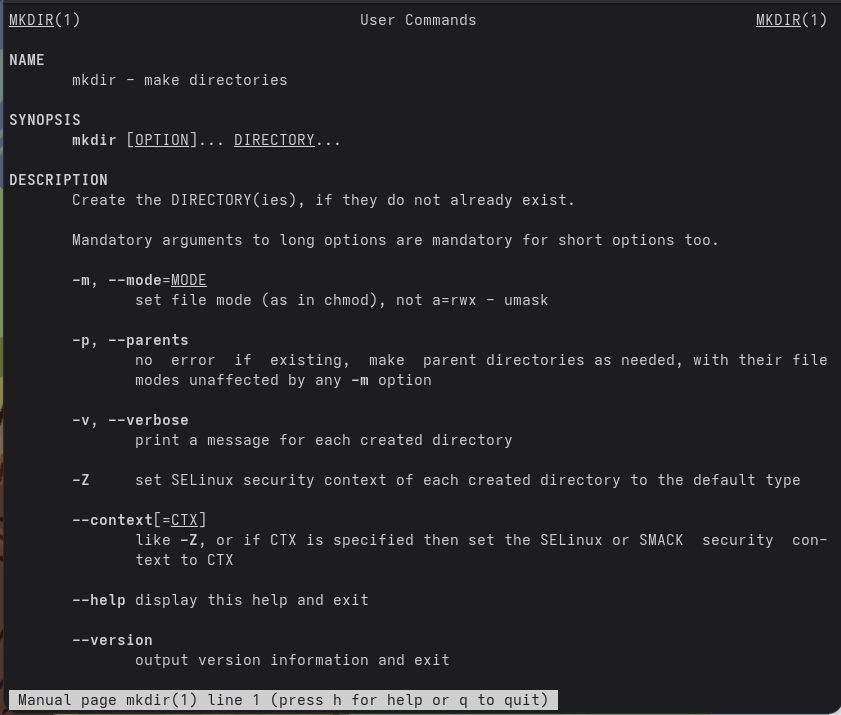 MKDIR(1) User Commands MKDIR(1)
NAME
mkdir - make directories
SYNOPSIS
mkdir [OPTION]... DIRECTORY...
DESCRIPTION
Create the DIRECTORY(ies), if they do not already exist.
Mandatory arguments to long options are mandatory for short options too.
-m, --mode=MODE
set file mode (as in chmod), not a=rwx - umask
-p, --parents
no error if existing, make parent directories as needed, with their file
modes unaffected by any -m option
-v, --verbose
print a message for each created directory
-Z set SELinux security context of each created directory to the default type
--context[=CTX]
like -Z, or if CTX is specified then set the SELinux or SMACK security con-
text to CTX
--help display this help and exit
--version
output version information and exit
Manual page mkdir(1) line 1 (press h for help or q to quit)